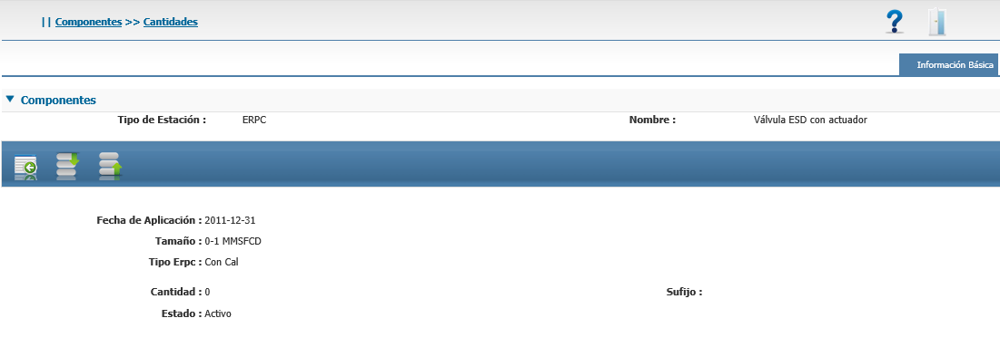 || Componentes >> Cantidades
?
Información Básica
Componentes
Tipo de Estación : ERPC Nombre : Válvula ESD con actuador
Fecha de Aplicación : 2011-12-31
Tamaño : 0-1 MMSFCD
Tipo Erpc : Con Cal
Cantidad : 0 Sufijo :
Estado : Activo